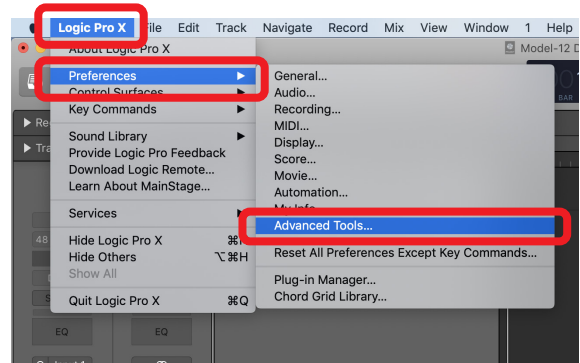 Logic Pro X File Edit Track Navigate Record Mix View Window 1 Help
Model-12 D
About Logic Pro X
Preferences
Control Surfaces
Key Commands
Sound Library
Provide Logic Pro Feedback
Download Logic Remote...
Learn About MainStage...
Services
Hide Logic Pro X
Hide Others ⌥⌘H
Show All
Quit Logic Pro X ⌘Q
General...
Audio...
Recording...
MIDI...
Display...
Score...
Movie...
Automation...
My Info...
Advanced Tools...
Reset All Preferences Except Key Commands...
Plug-in Manager...
Chord Grid Library...
BAR
Re
Tra
48
EQ EQ